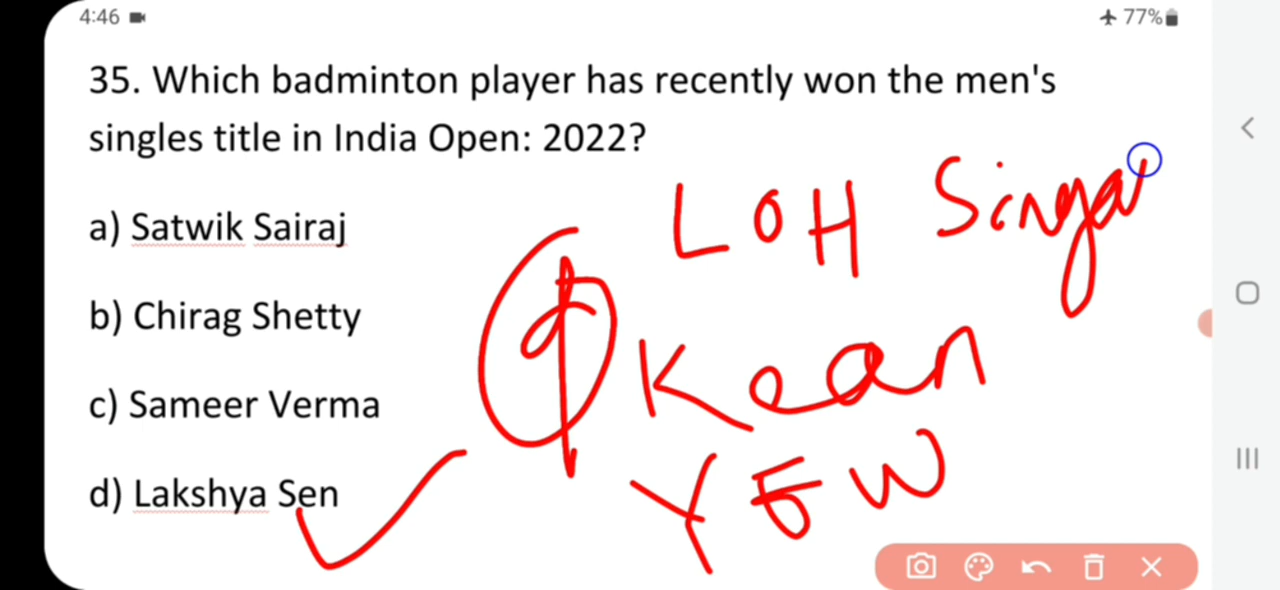 4:46
77%
35. Which badminton player has recently won the men's
singles title in India Open: 2022?
LOH Singa
a) Satwik Sairaj
b) Chirag Shetty
Kean
c) Sameer Verma
YEW
d) Lakshya Sen